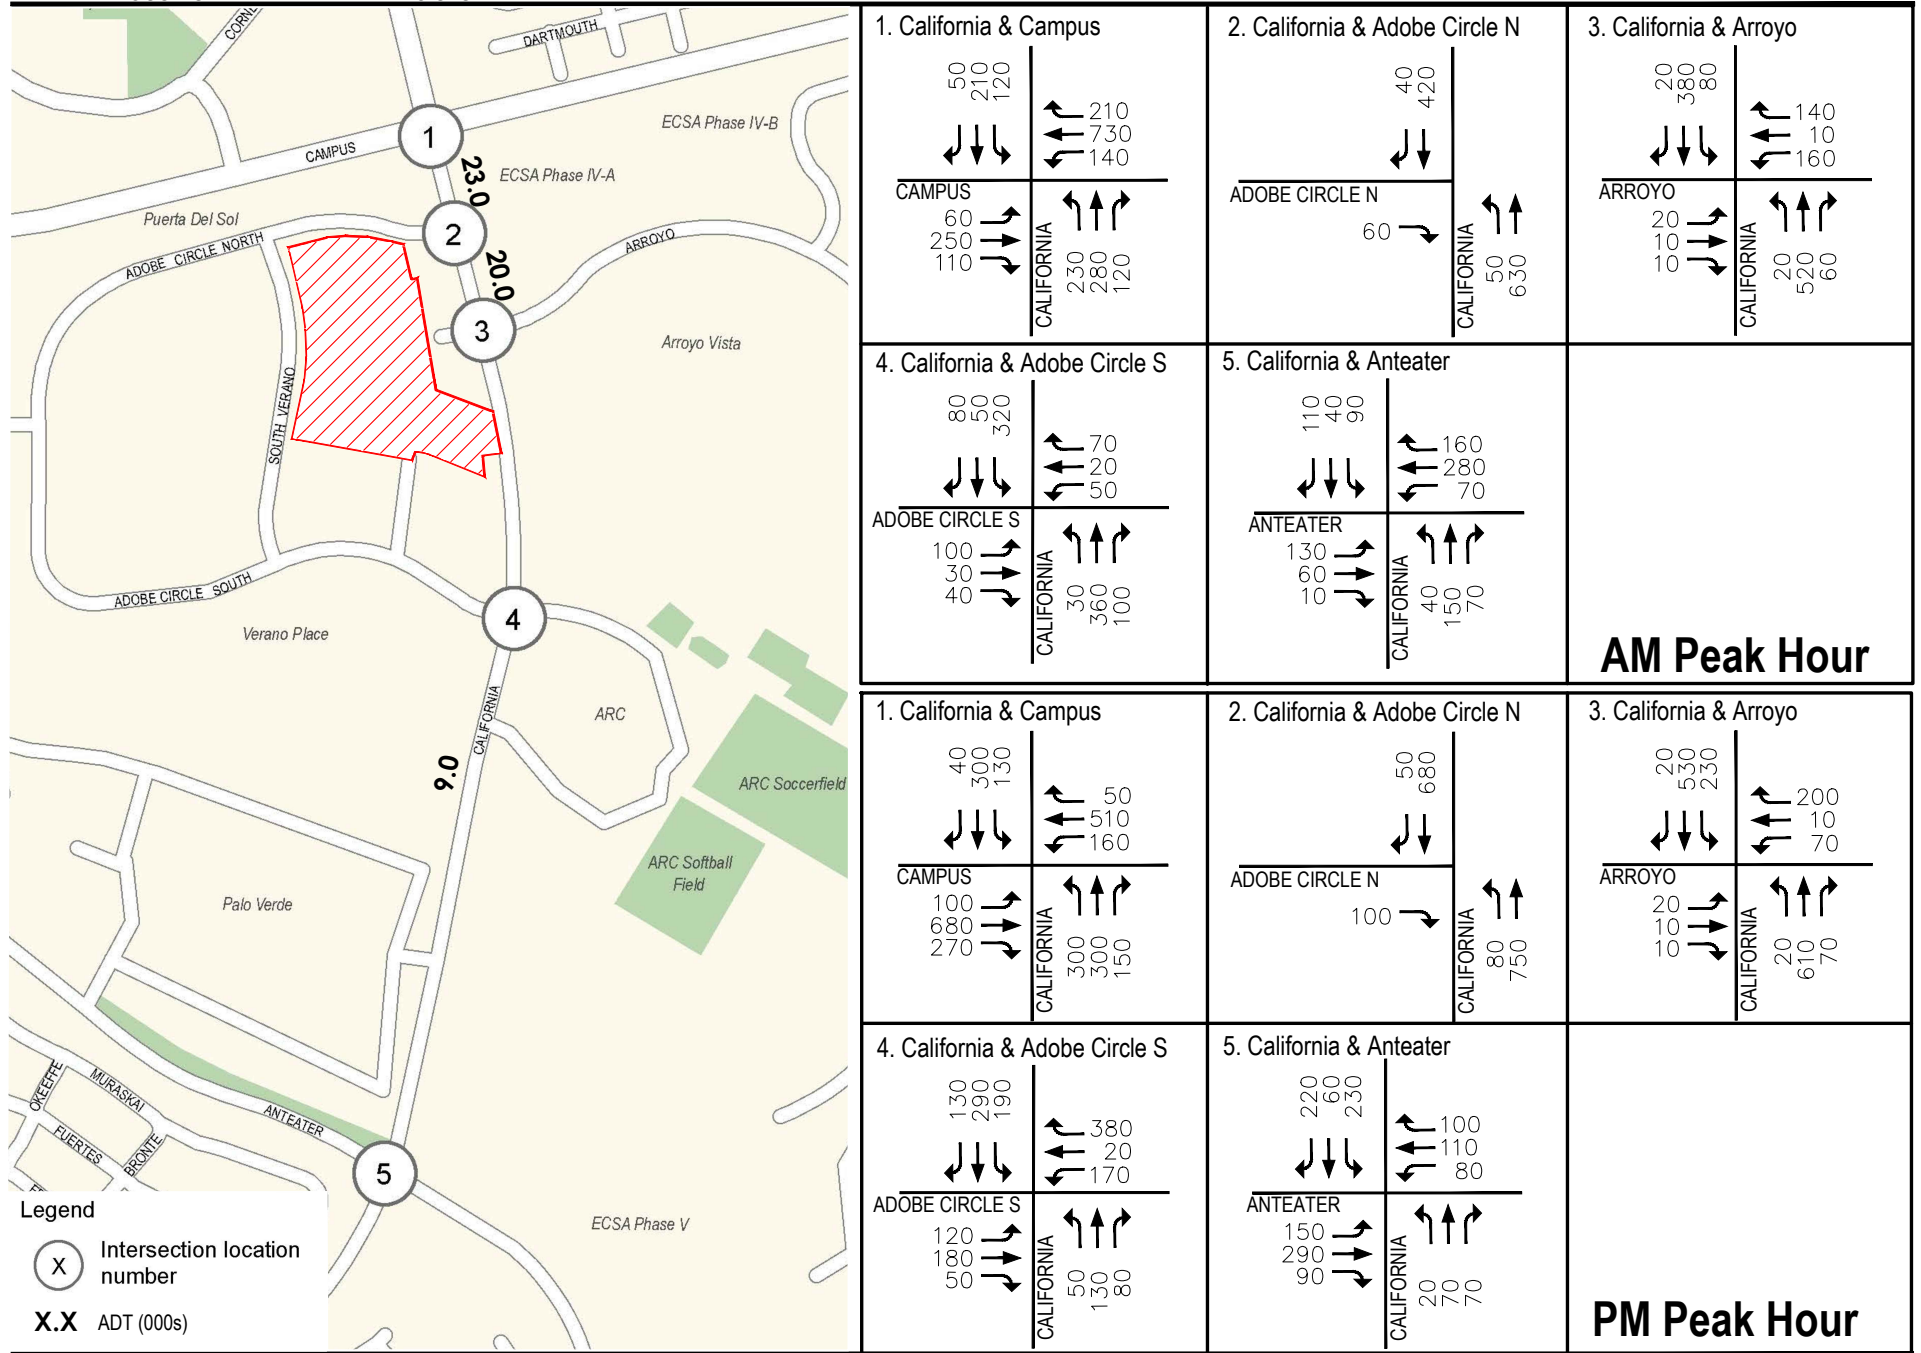 CORNE
DARTMOUTH
CAMPUS
1
23.0
ECSA Phase IV-B
ECSA Phase IV-A
Puerta Del Sol
ADOBE CIRCLE NORTH
2
20.0
ARROYO
3
Arroyo Vista
SOUTH VERANO
ADOBE CIRCLE SOUTH
Verano Place
4
CALIFORNIA
9.0
ARC
ARC Soccerfield
ARC Softball
Field
Palo Verde
OKEEFFE
MURASKAI
FUERTES
BRONTE
ANTEATER
5
ECSA Phase V
Legend
X
Intersection location
number
X.X ADT (000s)
1. California & Campus
50
210
120
210
730
140
CAMPUS
60
250
110
CALIFORNIA
230
280
120
2. California & Adobe Circle N
40
420
ADOBE CIRCLE N
60
CALIFORNIA
50
630
3. California & Arroyo
20
380
80
140
10
160
ARROYO
20
10
10
CALIFORNIA
20
520
60
4. California & Adobe Circle S
80
50
320
70
20
50
ADOBE CIRCLE S
100
30
40
CALIFORNIA
30
360
100
5. California & Anteater
110
40
90
160
280
70
ANTEATER
130
60
10
CALIFORNIA
40
150
70
AM Peak Hour
1. California & Campus
40
300
130
50
510
160
CAMPUS
100
680
270
CALIFORNIA
300
300
150
2. California & Adobe Circle N
50
680
ADOBE CIRCLE N
100
CALIFORNIA
80
750
3. California & Arroyo
20
530
230
200
10
70
ARROYO
20
10
10
CALIFORNIA
20
610
70
4. California & Adobe Circle S
130
290
190
380
20
170
ADOBE CIRCLE S
120
180
50
CALIFORNIA
50
130
80
5. California & Anteater
220
60
230
100
110
80
ANTEATER
150
290
90
CALIFORNIA
20
70
70
PM Peak Hour